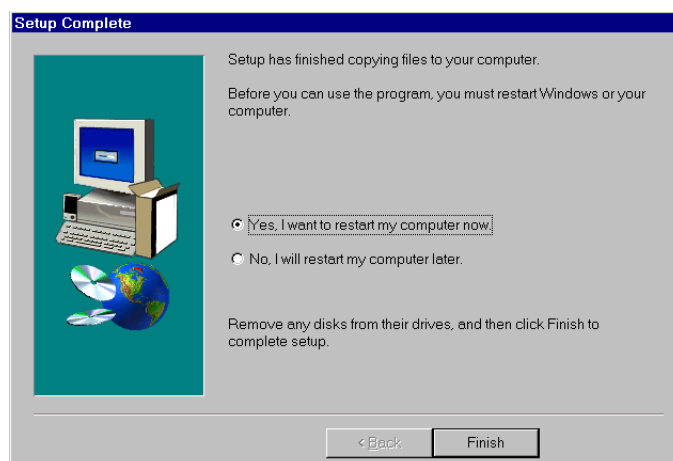 Setup Complete
Setup has finished copying files to your computer.
Before you can use the program, you must restart Windows or your
computer.
Yes, I want to restart my computer now.
No, I will restart my computer later.
Remove any disks from their drives, and then click Finish to
complete setup.
< Back
Finish